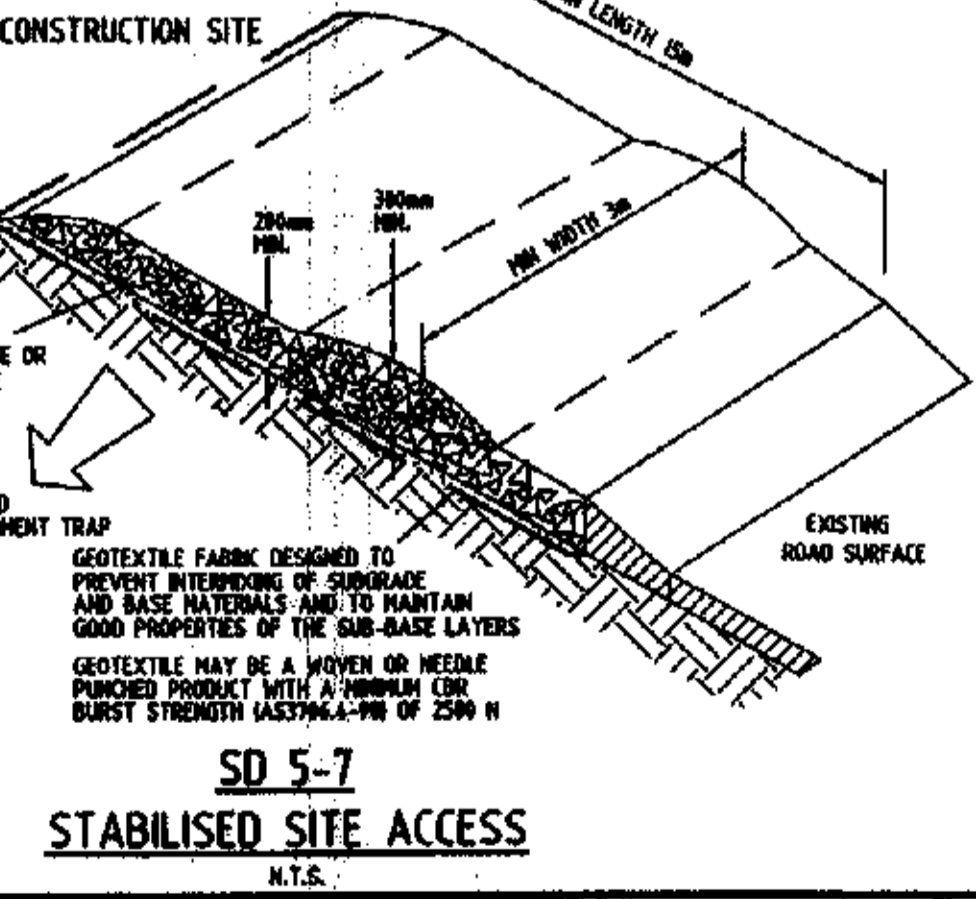 CONSTRUCTION SITE
LENGTH 15m
300mm
MIN.
200mm
MIN.
MIN WIDTH 3m
E OR
MENT TRAP
EXISTING
ROAD SURFACE
GEOTEXTILE FABRIC DESIGNED TO
PREVENT INTERMIXING OF SUBGRADE
AND BASE MATERIALS AND TO MAINTAIN
GOOD PROPERTIES OF THE SUB-BASE LAYERS
GEOTEXTILE MAY BE A WOVEN OR NEEDLE
PUNCHED PRODUCT WITH A MINIMUM CBR
BURST STRENGTH OF 2500 N
SD 5-7
STABILISED SITE ACCESS
N.T.S.